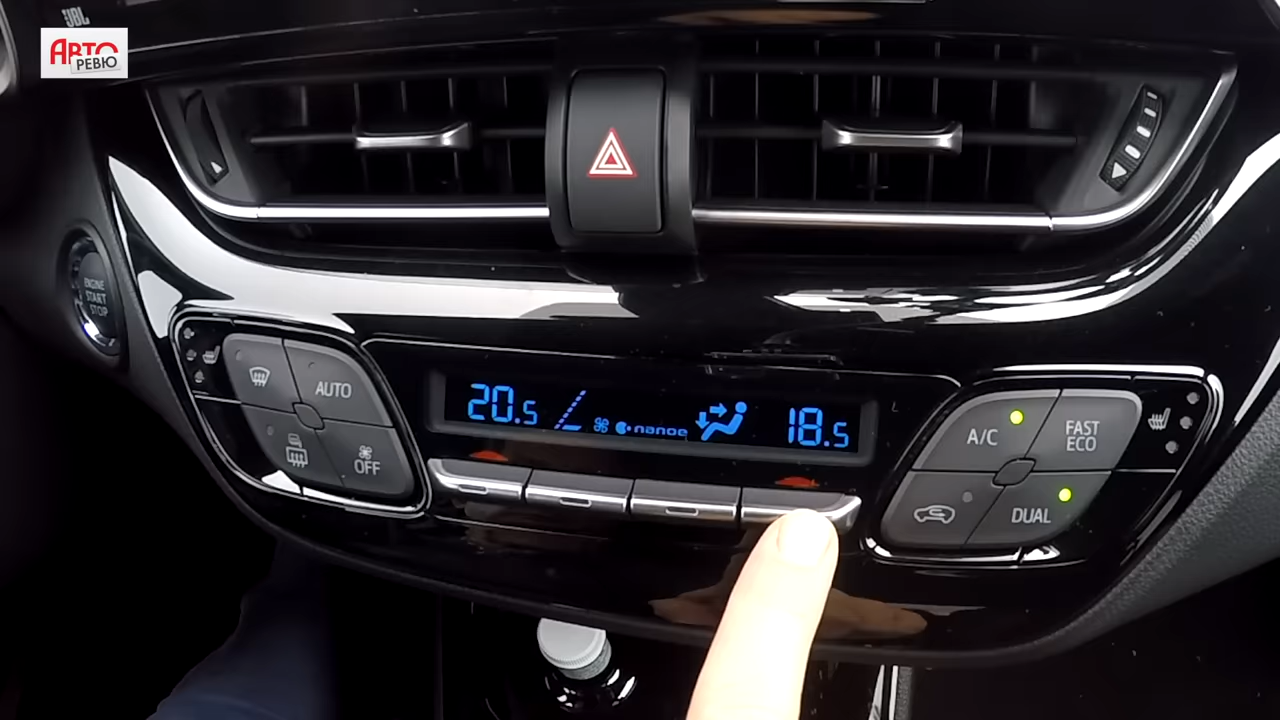 JBL
АВТО
РЕВЮ
ENGINE
START
STOP
AUTO
OFF
20.5
nanoe
18.5
A/C
FAST
ECO
DUAL